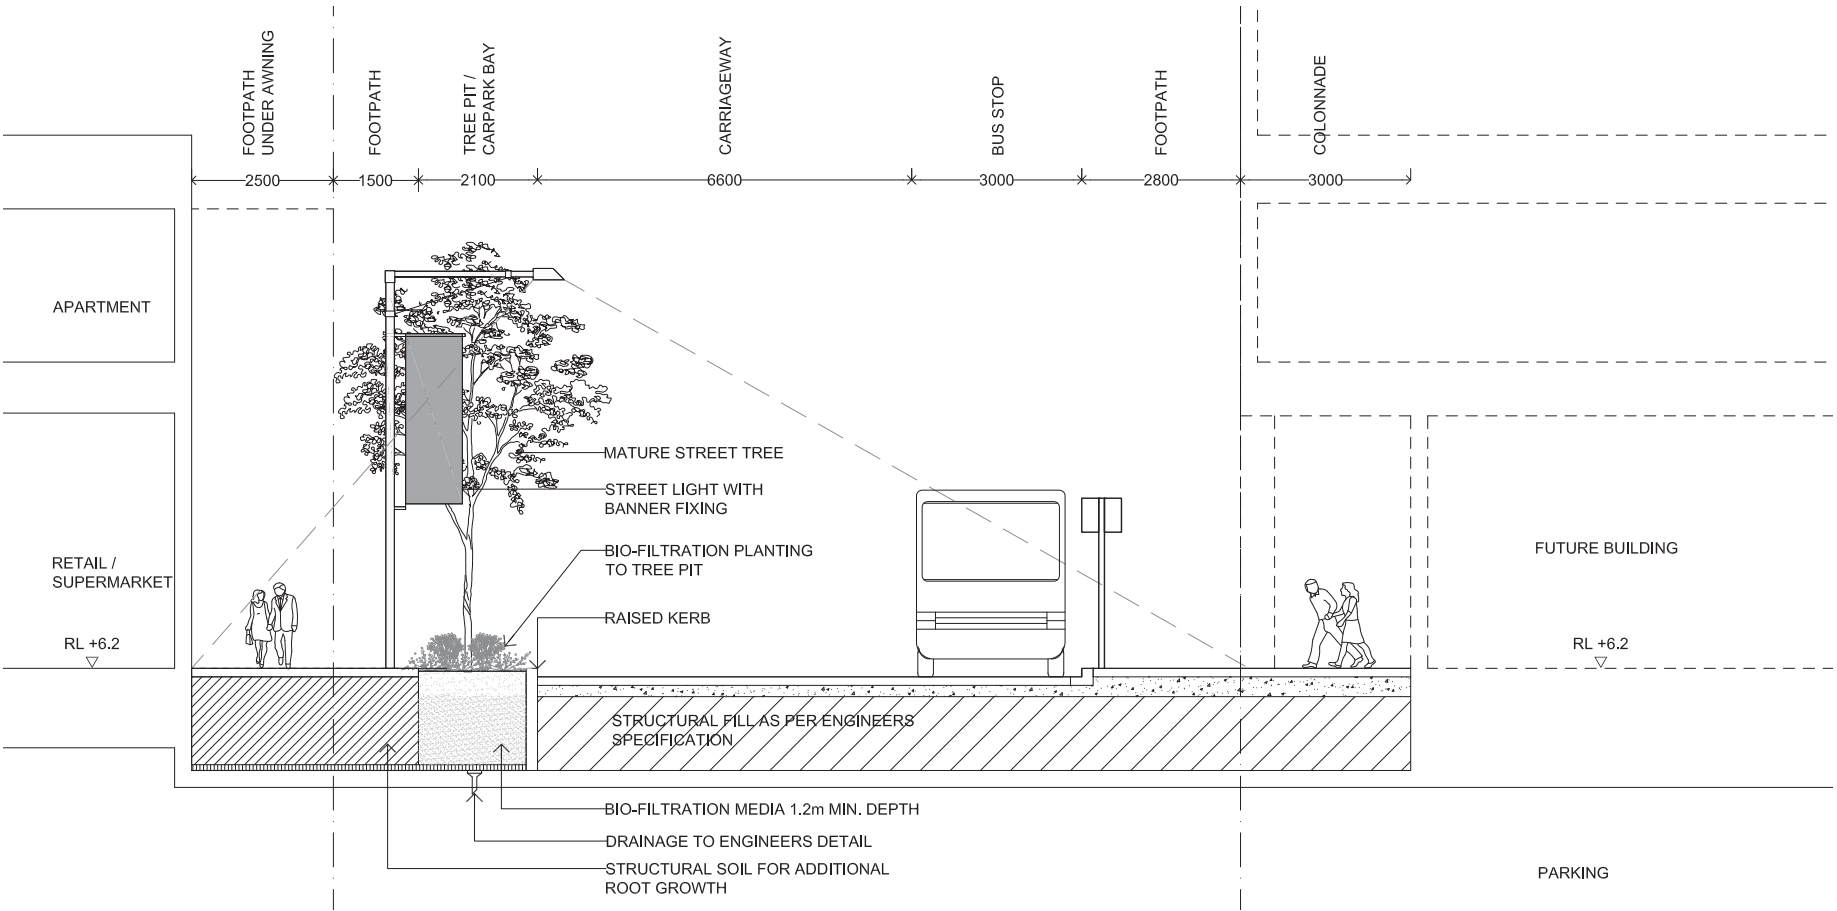 FOOTPATH
UNDER AWNING
FOOTPATH
TREE PIT /
CARPARK BAY
CARRIAGEWAY
BUS STOP
FOOTPATH
COLONNADE
2500
1500
2100
6600
3000
2800
3000
APARTMENT
MATURE STREET TREE
STREET LIGHT WITH
BANNER FIXING
BIO-FILTRATION PLANTING
TO TREE PIT
RAISED KERB
RETAIL /
SUPERMARKET
RL +6.2
FUTURE BUILDING
RL +6.2
STRUCTURAL FILL AS PER ENGINEERS
SPECIFICATION
BIO-FILTRATION MEDIA 1.2m MIN. DEPTH
DRAINAGE TO ENGINEERS DETAIL
STRUCTURAL SOIL FOR ADDITIONAL
ROOT GROWTH
PARKING